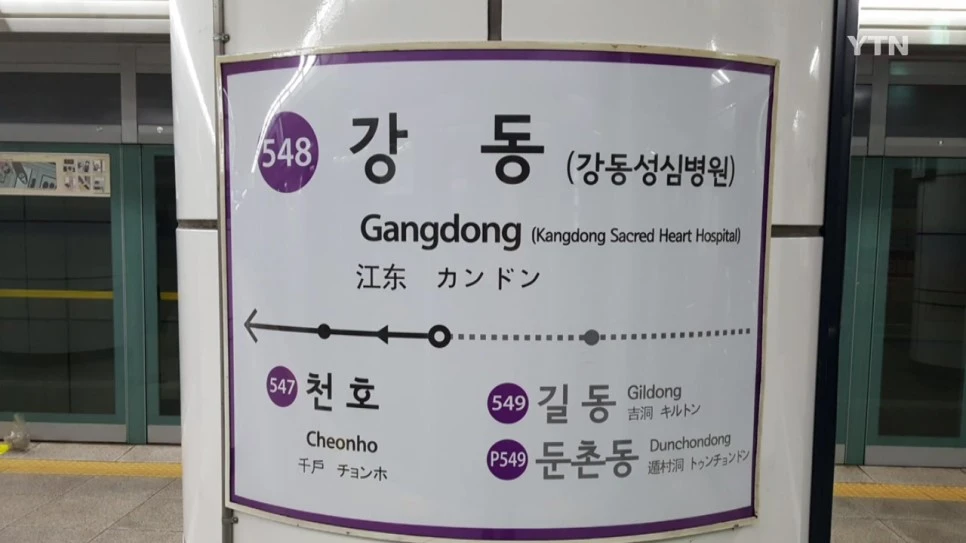 YTN
548 강 동 (강동성심병원)
Gangdong (Kangdong Sacred Heart Hospital)
江东 カンドン
547 천 호
Cheonho
千戶 チョンホ
549 길 동 Gildong
吉洞 キルトン
P549 둔촌동 Dunchondong
遁村洞 トゥンチョンドン